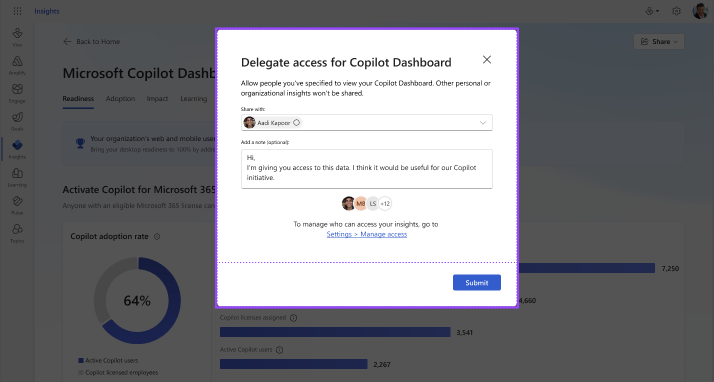 Insights
Back to Home
Share
Microsoft Copilot Dashb
Readiness Adoption Impact Learning
Your organization's web and mobile use
Bring your desktop readiness to 100% by add
Activate Copilot for Microsoft 365
Anyone with an eligible Microsoft 365 license can
Copilot adoption rate
64%
Active Copilot users
Copilot licensed employees
7,250
4,660
Copilot licenses assigned
3,541
Active Copilot users
2,267
Engage
Goals
Insights
Learning
Pulse
Topics
Delegate access for Copilot Dashboard
Allow people you've specified to view your Copilot Dashboard. Other personal or
organizational insights won't be shared.
Share with:
Aadi Kapoor
Add a note (optional):
Hi,
I'm giving you access to this data. I think it would be useful for our Copilot
initiative.
MB LS +12
To manage who can access your insights, go to
Settings > Manage access
Submit